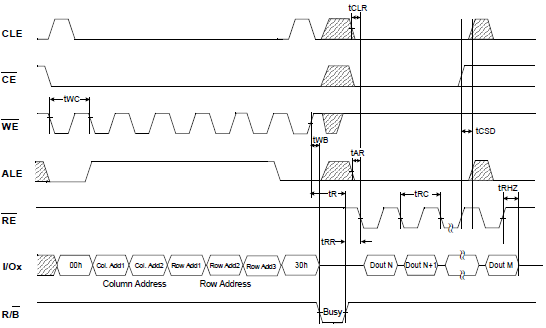 tCLR
CLE
CE
tWC
WE
tCSD
tWB
ALE
tAR
tR
tRC
tRHZ
RE
tRR
I/Ox
00h
Col. Add1
Col. Add2
Row Add1
Row Add2
Row Add3
30h
Dout N
Dout N+1
Dout M
Column Address
Row Address
R/B
Busy